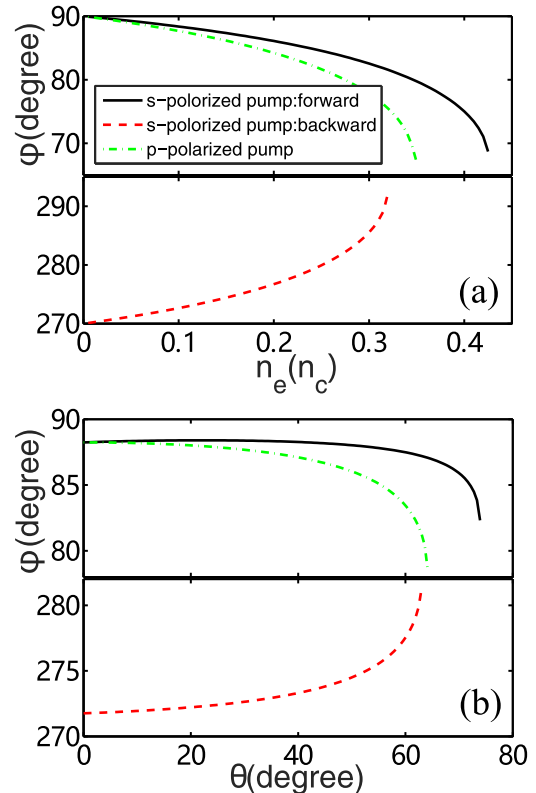 90
80
70
φ(degree)
s-polorized pump:forward
s-polorized pump:backward
p-polarized pump
290
280
270
(a)
0 0.1 0.2 0.3 0.4
n_e(n_c)
90
85
80
φ(degree)
280
275
270
(b)
0 20 40 60 80
θ(degree)